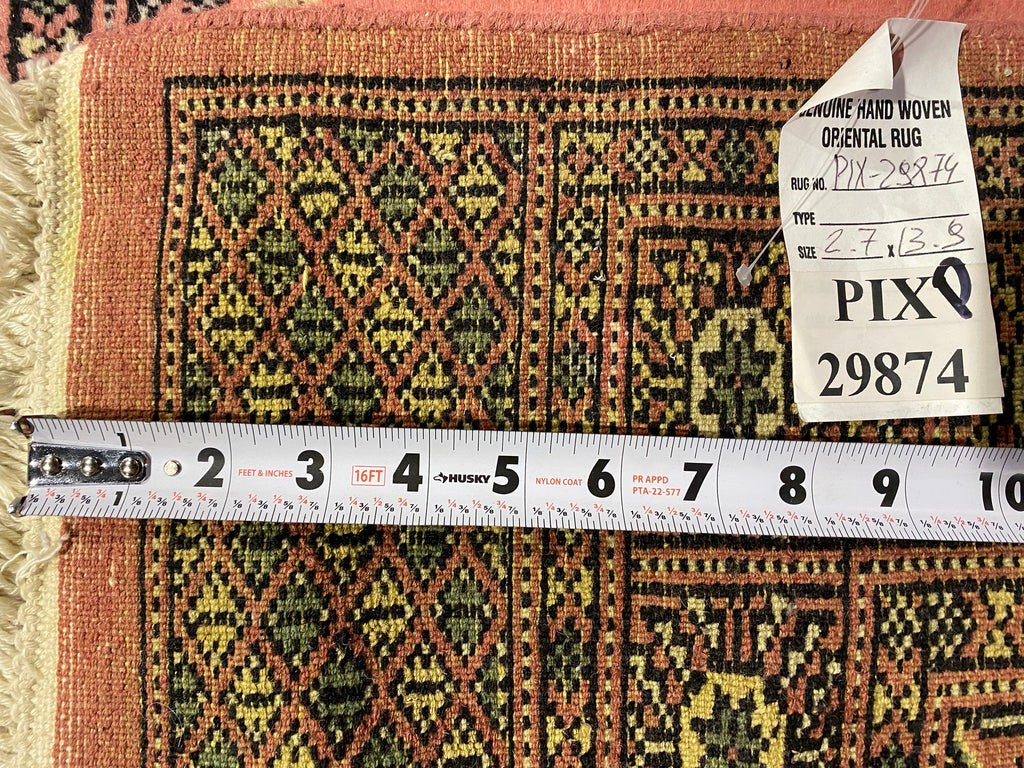 GENUINE HAND WOVEN
ORIENTAL RUG
RUG NO. PIX-29874
TYPE
SIZE 2.7 x 13.9
PIX
29874
1 2 FEET & INCHES 3 16FT 4 HUSKY 5 NYLON COAT 6 PR APPD PTA-22-577 7 8 9 10
1